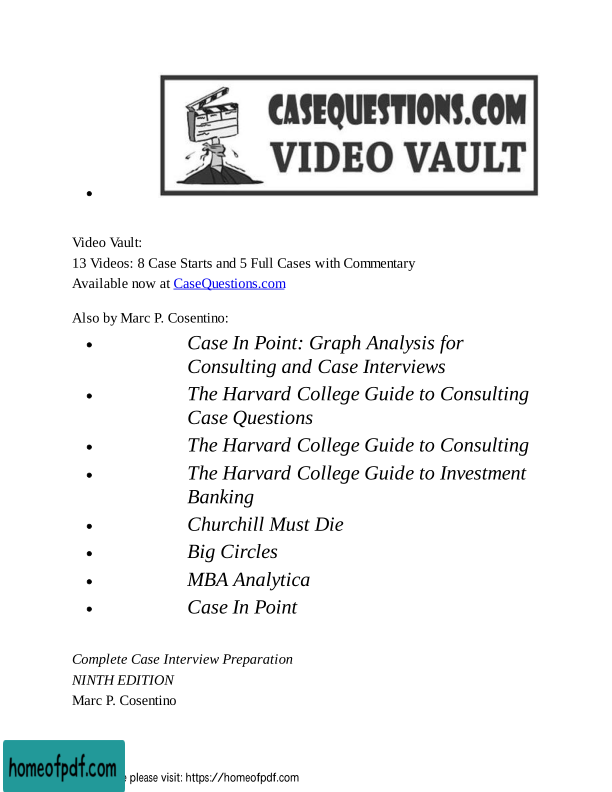 CASEQUESTIONS.COM
VIDEO VAULT
Video Vault:
13 Videos: 8 Case Starts and 5 Full Cases with Commentary
Available now at CaseQuestions.com
Also by Marc P. Cosentino:
Case In Point: Graph Analysis for
Consulting and Case Interviews
The Harvard College Guide to Consulting
Case Questions
The Harvard College Guide to Consulting
The Harvard College Guide to Investment
Banking
Churchill Must Die
Big Circles
MBA Analytica
Case In Point
Complete Case Interview Preparation
NINTH EDITION
Marc P. Cosentino
homeofpdf.com
please visit: https://homeofpdf.com